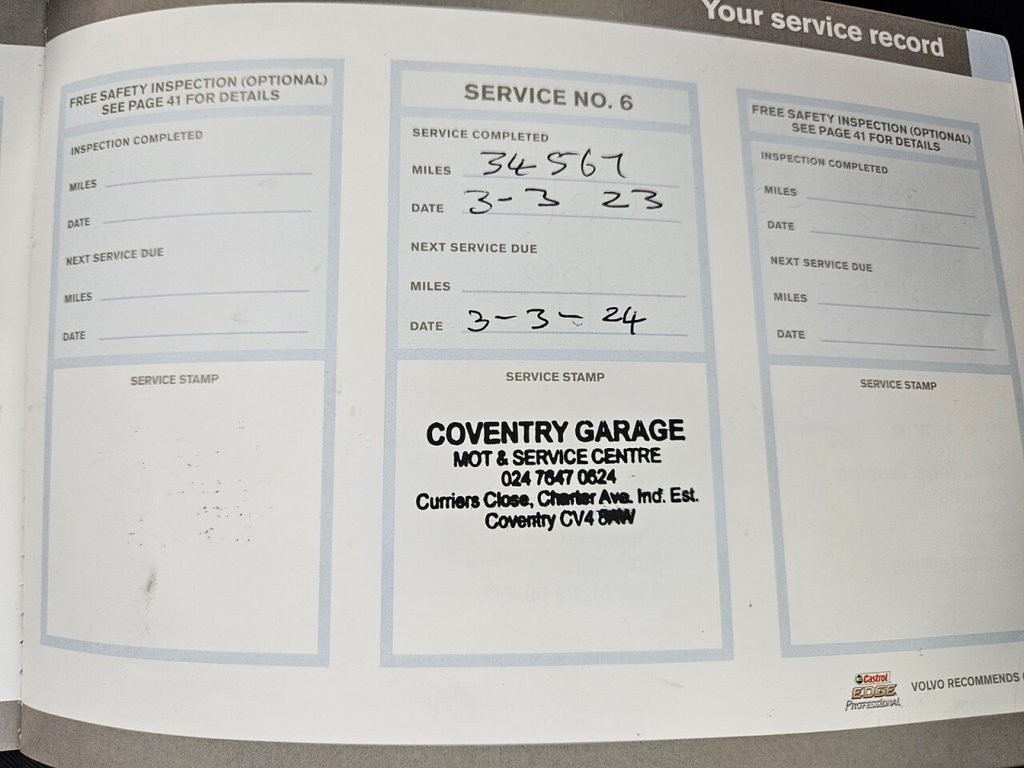 Your service record
FREE SAFETY INSPECTION (OPTIONAL)
SEE PAGE 41 FOR DETAILS
INSPECTION COMPLETED
MILES
DATE
NEXT SERVICE DUE
MILES
DATE
SERVICE STAMP
SERVICE NO. 6
SERVICE COMPLETED
MILES 34567
DATE 3-3 23
NEXT SERVICE DUE
MILES
DATE 3-3-24
SERVICE STAMP
COVENTRY GARAGE
MOT & SERVICE CENTRE
024 7647 0624
Curriers Close, Charter Ave. Ind. Est.
Coventry CV4
FREE SAFETY INSPECTION (OPTIONAL)
SEE PAGE 41 FOR DETAILS
INSPECTION COMPLETED
MILES
DATE
NEXT SERVICE DUE
MILES
DATE
SERVICE STAMP
Castrol
EDGE
PROFESSIONAL
VOLVO RECOMMENDS